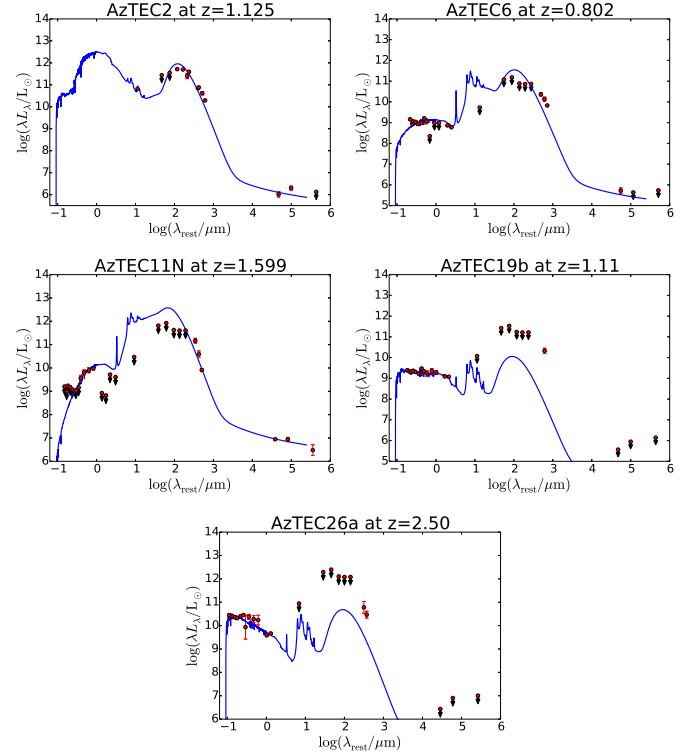 AzTEC2 at z=1.125
14
13
12
11
10
9
8
7
6
log(λL_λ/L_⊙)
−1 0 1 2 3 4 5 6
log(λ_rest/μm)
AzTEC6 at z=0.802
14
13
12
11
10
9
8
7
6
5
log(λL_λ/L_⊙)
−1 0 1 2 3 4 5 6
log(λ_rest/μm)
AzTEC11N at z=1.599
14
13
12
11
10
9
8
7
6
log(λL_λ/L_⊙)
−1 0 1 2 3 4 5 6
log(λ_rest/μm)
AzTEC19b at z=1.11
14
13
12
11
10
9
8
7
6
5
log(λL_λ/L_⊙)
−1 0 1 2 3 4 5 6
log(λ_rest/μm)
AzTEC26a at z=2.50
14
13
12
11
10
9
8
7
6
log(λL_λ/L_⊙)
−1 0 1 2 3 4 5 6
log(λ_rest/μm)